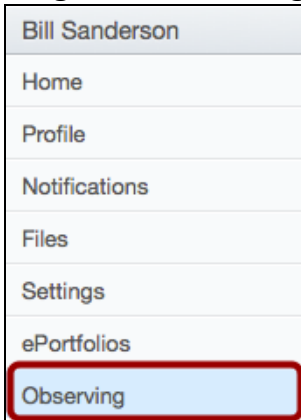 Bill Sanderson
Home
Profile
Notifications
Files
Settings
ePortfolios
Observing